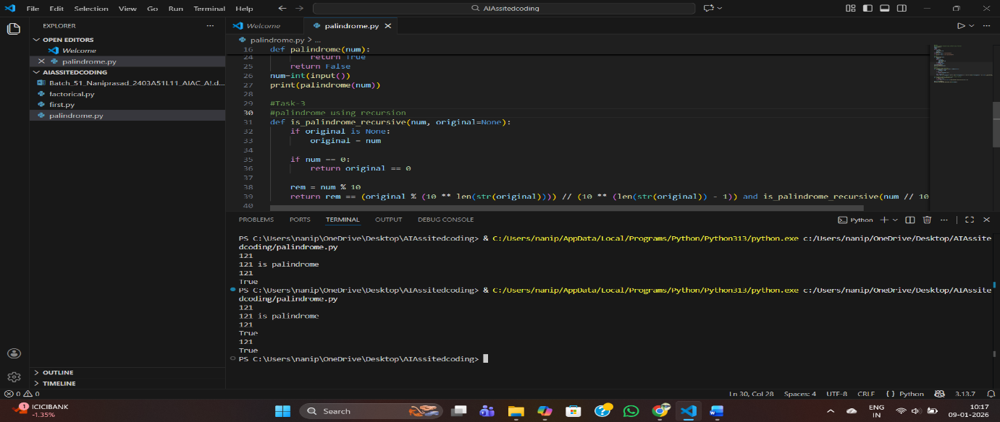 File Edit Selection View Go Run Terminal Help
AIAssitedcoding
EXPLORER
OPEN EDITORS
Welcome
palindrome.py
AIASSITEDCODING
Batch_51_Naniprasad_2403A51L11_AIAC_A!.d...
factorical.py
first.py
palindrome.py
OUTLINE
TIMELINE
Welcome
palindrome.py
palindrome.py > ...
16 def palindrome(num):
24 return True
25 return False
26 num=int(input())
27 print(palindrome(num))
28
29 #Task-3
30 #palindrome using recursion
31 def is_palindrome_recursive(num, original=None):
32 if original is None:
33 original = num
34
35 if num == 0:
36 return original == 0
37
38 rem = num % 10
39 return rem == (original % (10 ** len(str(original)))) // (10 ** (len(str(original)) - 1)) and is_palindrome_recursive(num // 10
40
PROBLEMS PORTS TERMINAL OUTPUT DEBUG CONSOLE
Python
PS C:\Users\nanip\OneDrive\Desktop\AIAssitedcoding> & C:/Users/nanip/AppData/Local/Programs/Python/Python313/python.exe c:/Users/nanip/OneDrive/Desktop/AIAssite
dcoding/palindrome.py
121
121 is palindrome
121
True
PS C:\Users\nanip\OneDrive\Desktop\AIAssitedcoding> & C:/Users/nanip/AppData/Local/Programs/Python/Python313/python.exe c:/Users/nanip/OneDrive/Desktop/AIAssite
dcoding/palindrome.py
121
121 is palindrome
121
True
121
True
PS C:\Users\nanip\OneDrive\Desktop\AIAssitedcoding>
0 0
Ln 30, Col 28 Spaces: 4 UTF-8 CRLF { } Python 3.13.7
1
ICICIBANK
-1.35%
Search
ENG
IN
10:17
09-01-2026